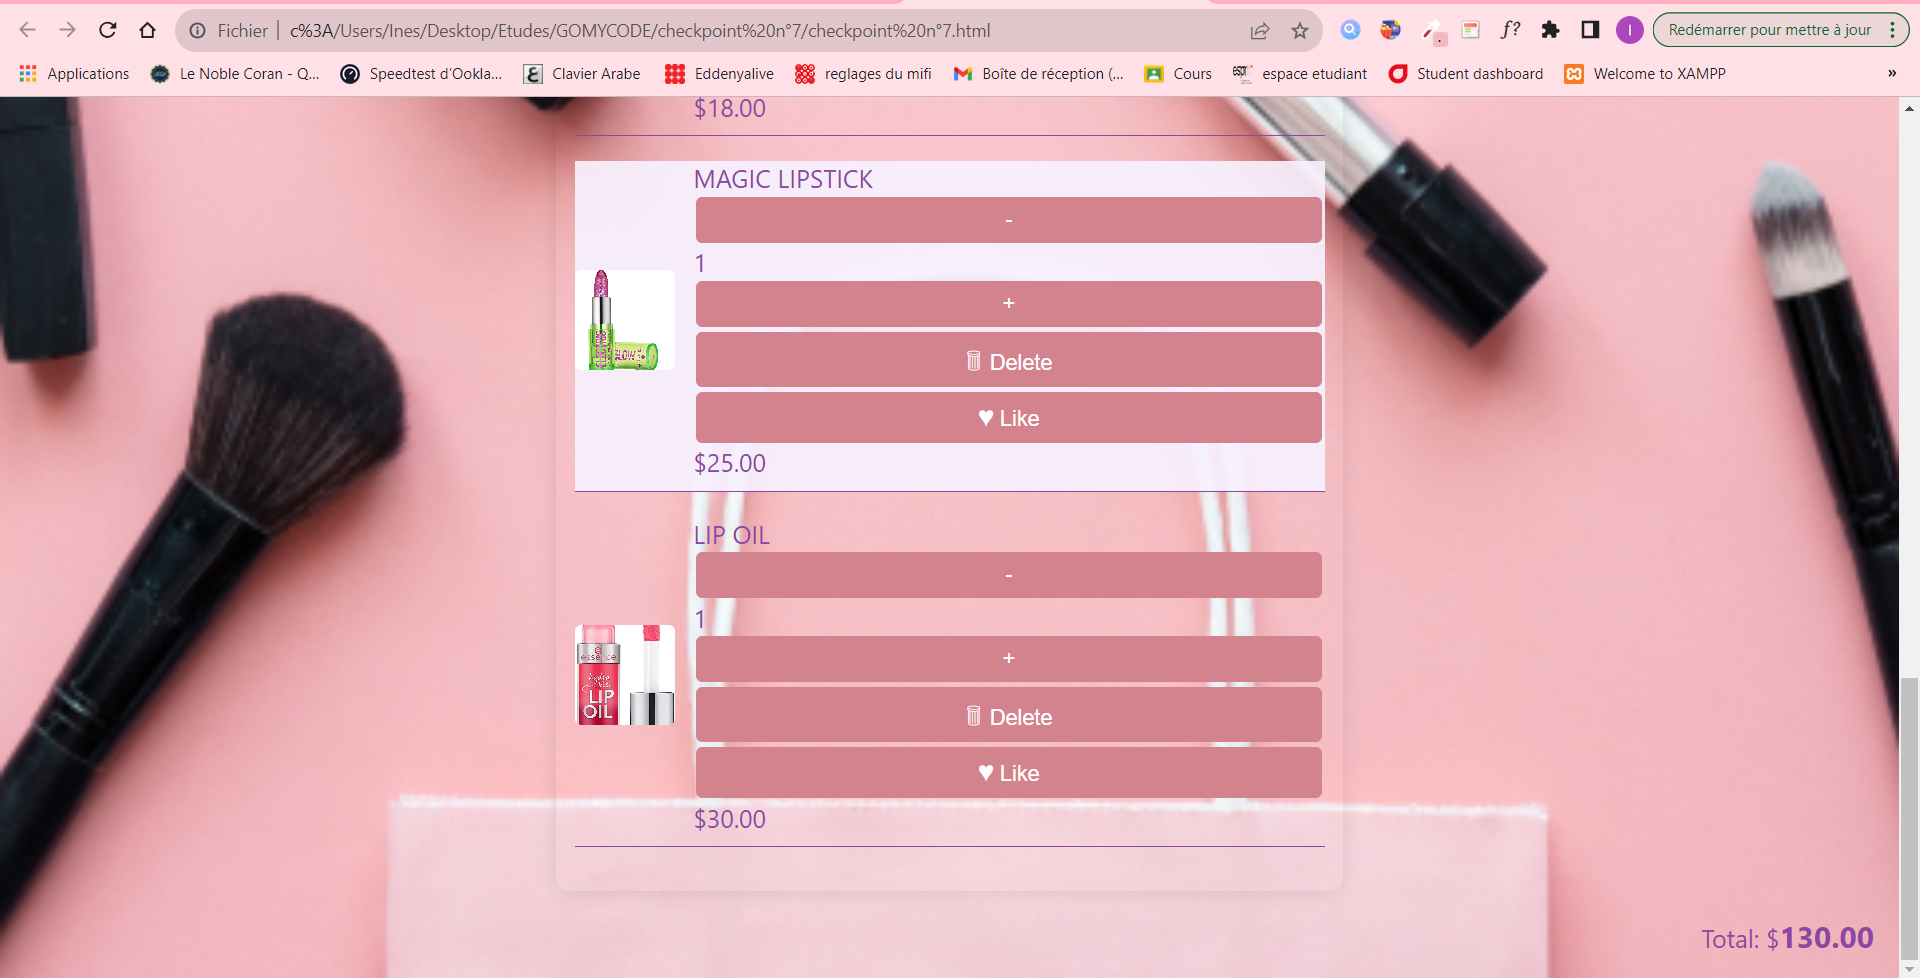 Fichier | c%3A/Users/Ines/Desktop/Etudes/GOMYCODE/checkpoint%20n°7/checkpoint%20n°7.html
f?
I
Redémarrer pour mettre à jour
Applications
Le Noble Coran - Q...
Speedtest d'Ookla...
Clavier Arabe
Eddenyalive
reglages du mifi
Boîte de réception (...
Cours
espace etudiant
Student dashboard
Welcome to XAMPP
»
$18.00
MAGIC LIPSTICK
-
1
+
Delete
♥ Like
$25.00
LIP OIL
-
1
+
Delete
♥ Like
$30.00
essence
LIP
OIL
Total: $130.00